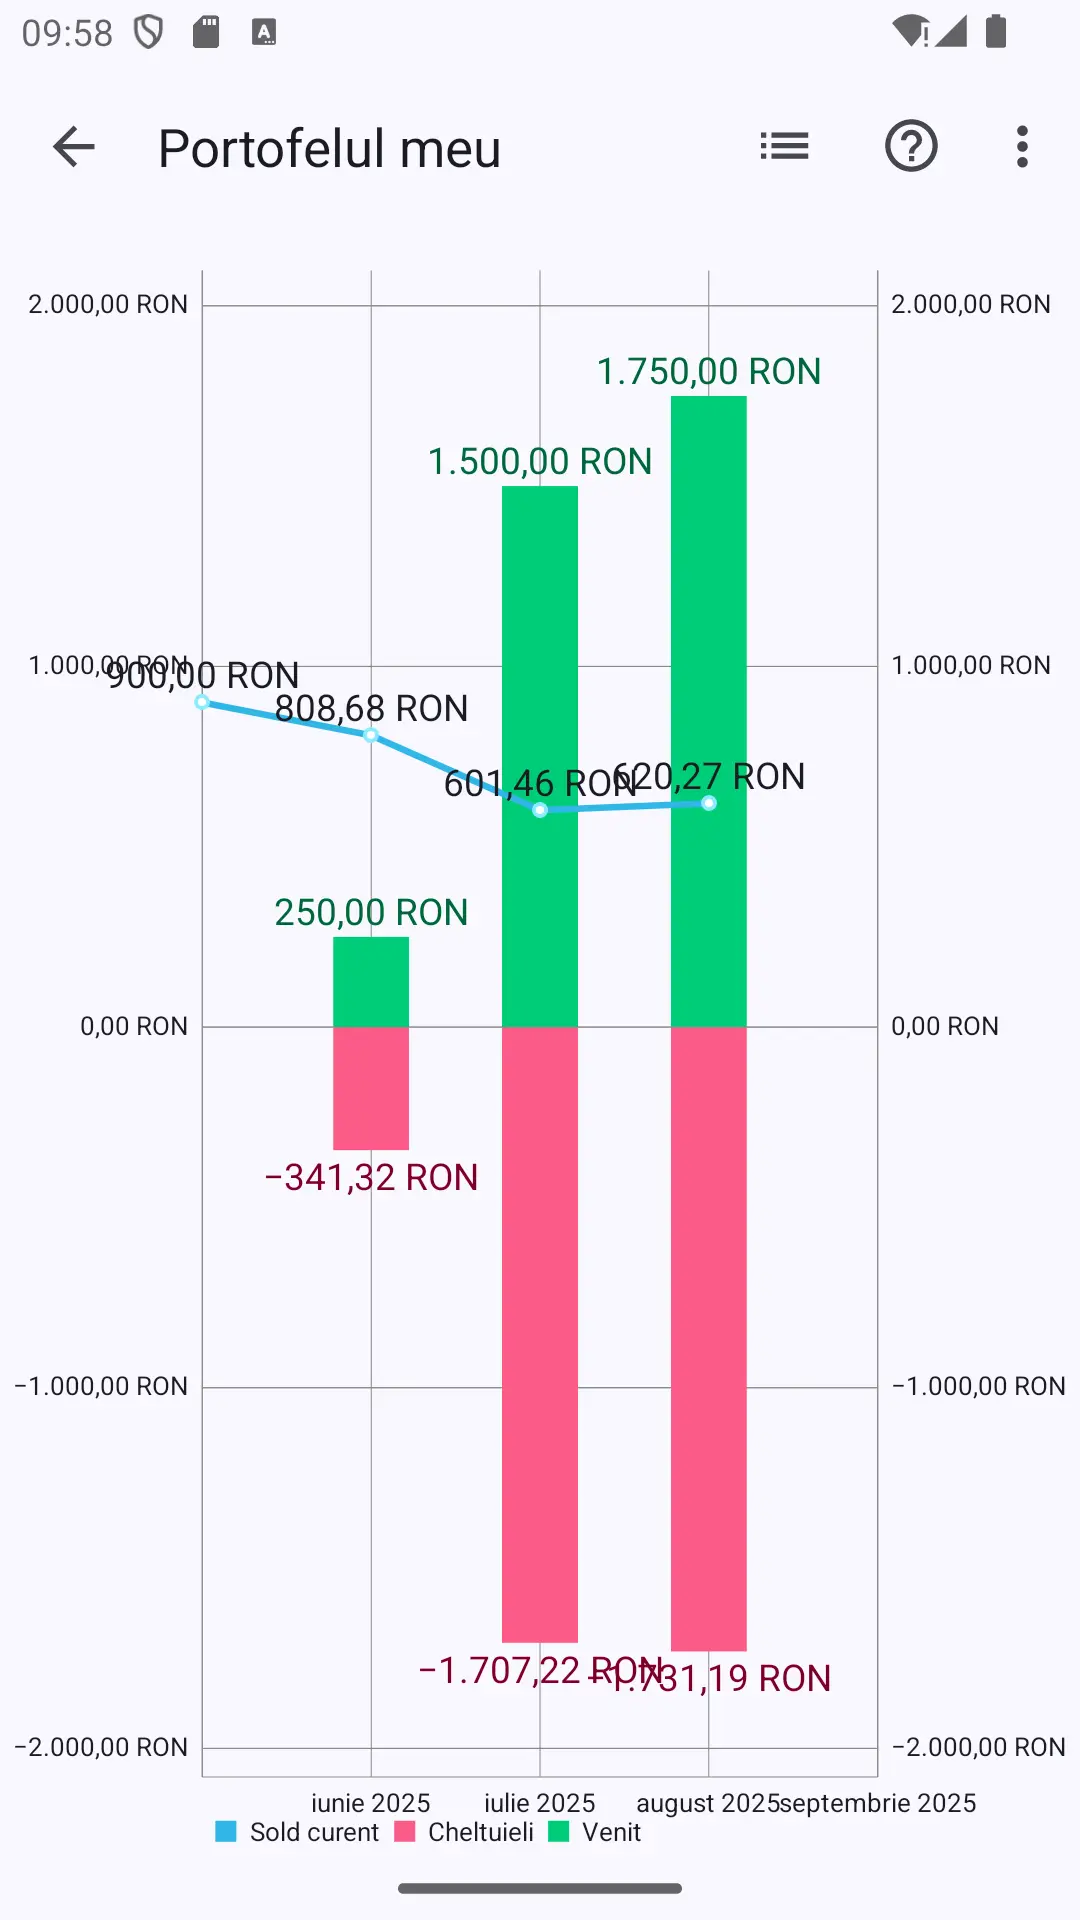 09:58
Portofelul meu
2.000,00 RON
2.000,00 RON
1.750,00 RON
1.500,00 RON
1.000,00 RON
1.000,00 RON
900,00 RON
808,68 RON
601,46 RON
620,27 RON
250,00 RON
0,00 RON
0,00 RON
−341,32 RON
−1.000,00 RON
−1.000,00 RON
−1.707,22 RON
−1.731,19 RON
−2.000,00 RON
−2.000,00 RON
iunie 2025
iulie 2025
august 2025
septembrie 2025
Sold curent
Cheltuieli
Venit